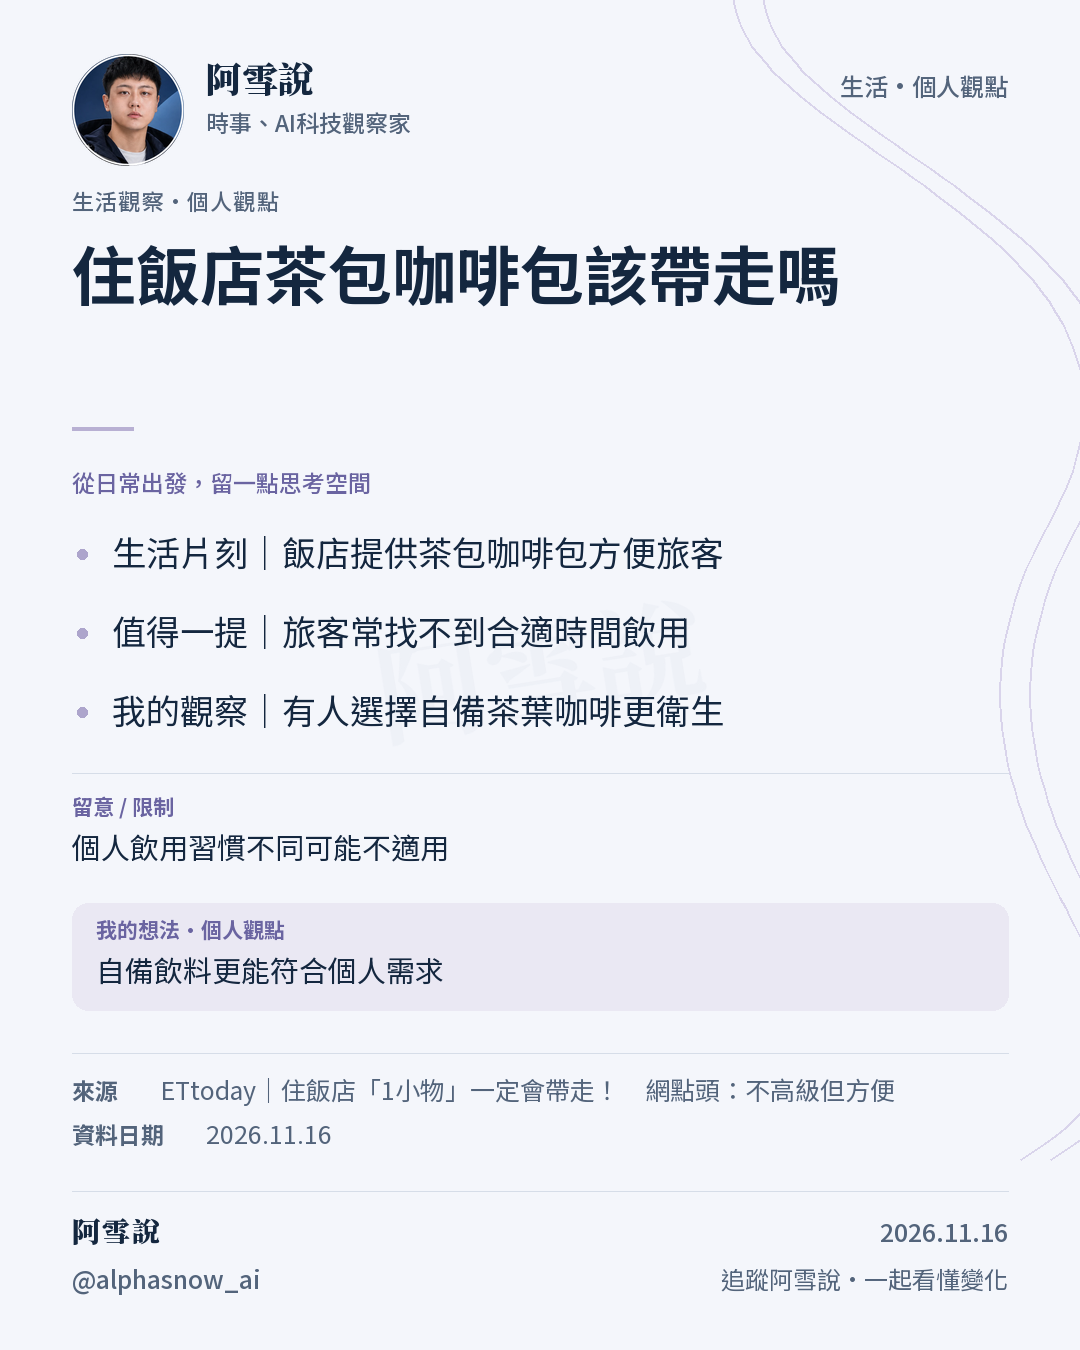 阿雪說
時事、AI科技觀察家
生活・個人觀點
生活觀察・個人觀點
住飯店茶包咖啡包該帶走嗎
從日常出發，留一點思考空間
生活片刻｜飯店提供茶包咖啡包方便旅客
值得一提｜旅客常找不到合適時間飲用
我的觀察｜有人選擇自備茶葉咖啡更衛生
阿雪說
留意 / 限制
個人飲用習慣不同可能不適用
我的想法・個人觀點
自備飲料更能符合個人需求
來源 ETtoday｜住飯店「1小物」一定會帶走！ 網點頭：不高級但方便
資料日期 2026.11.16
阿雪說
2026.11.16
@alphasnow_ai
追蹤阿雪說・一起看懂變化